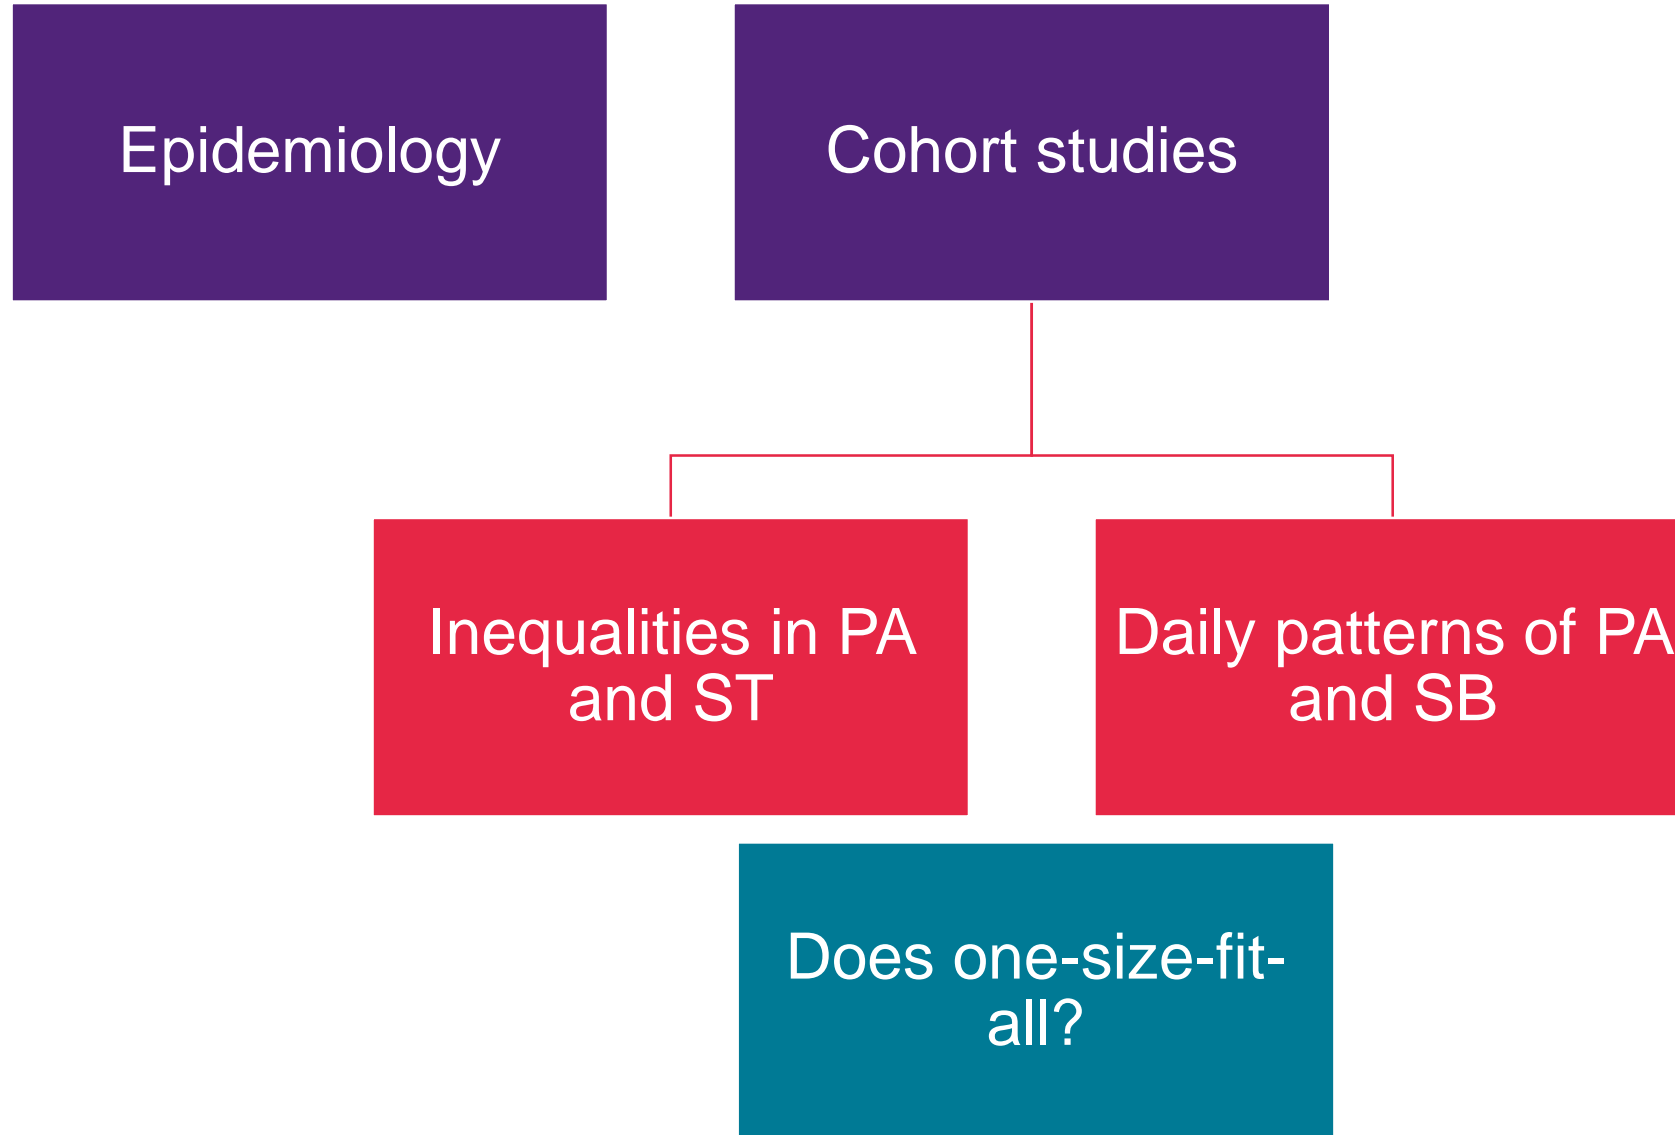 Epidemiology
Cohort studies
Inequalities in PA
and ST
Daily patterns of PA
and SB
Does one-size-fit-
all?